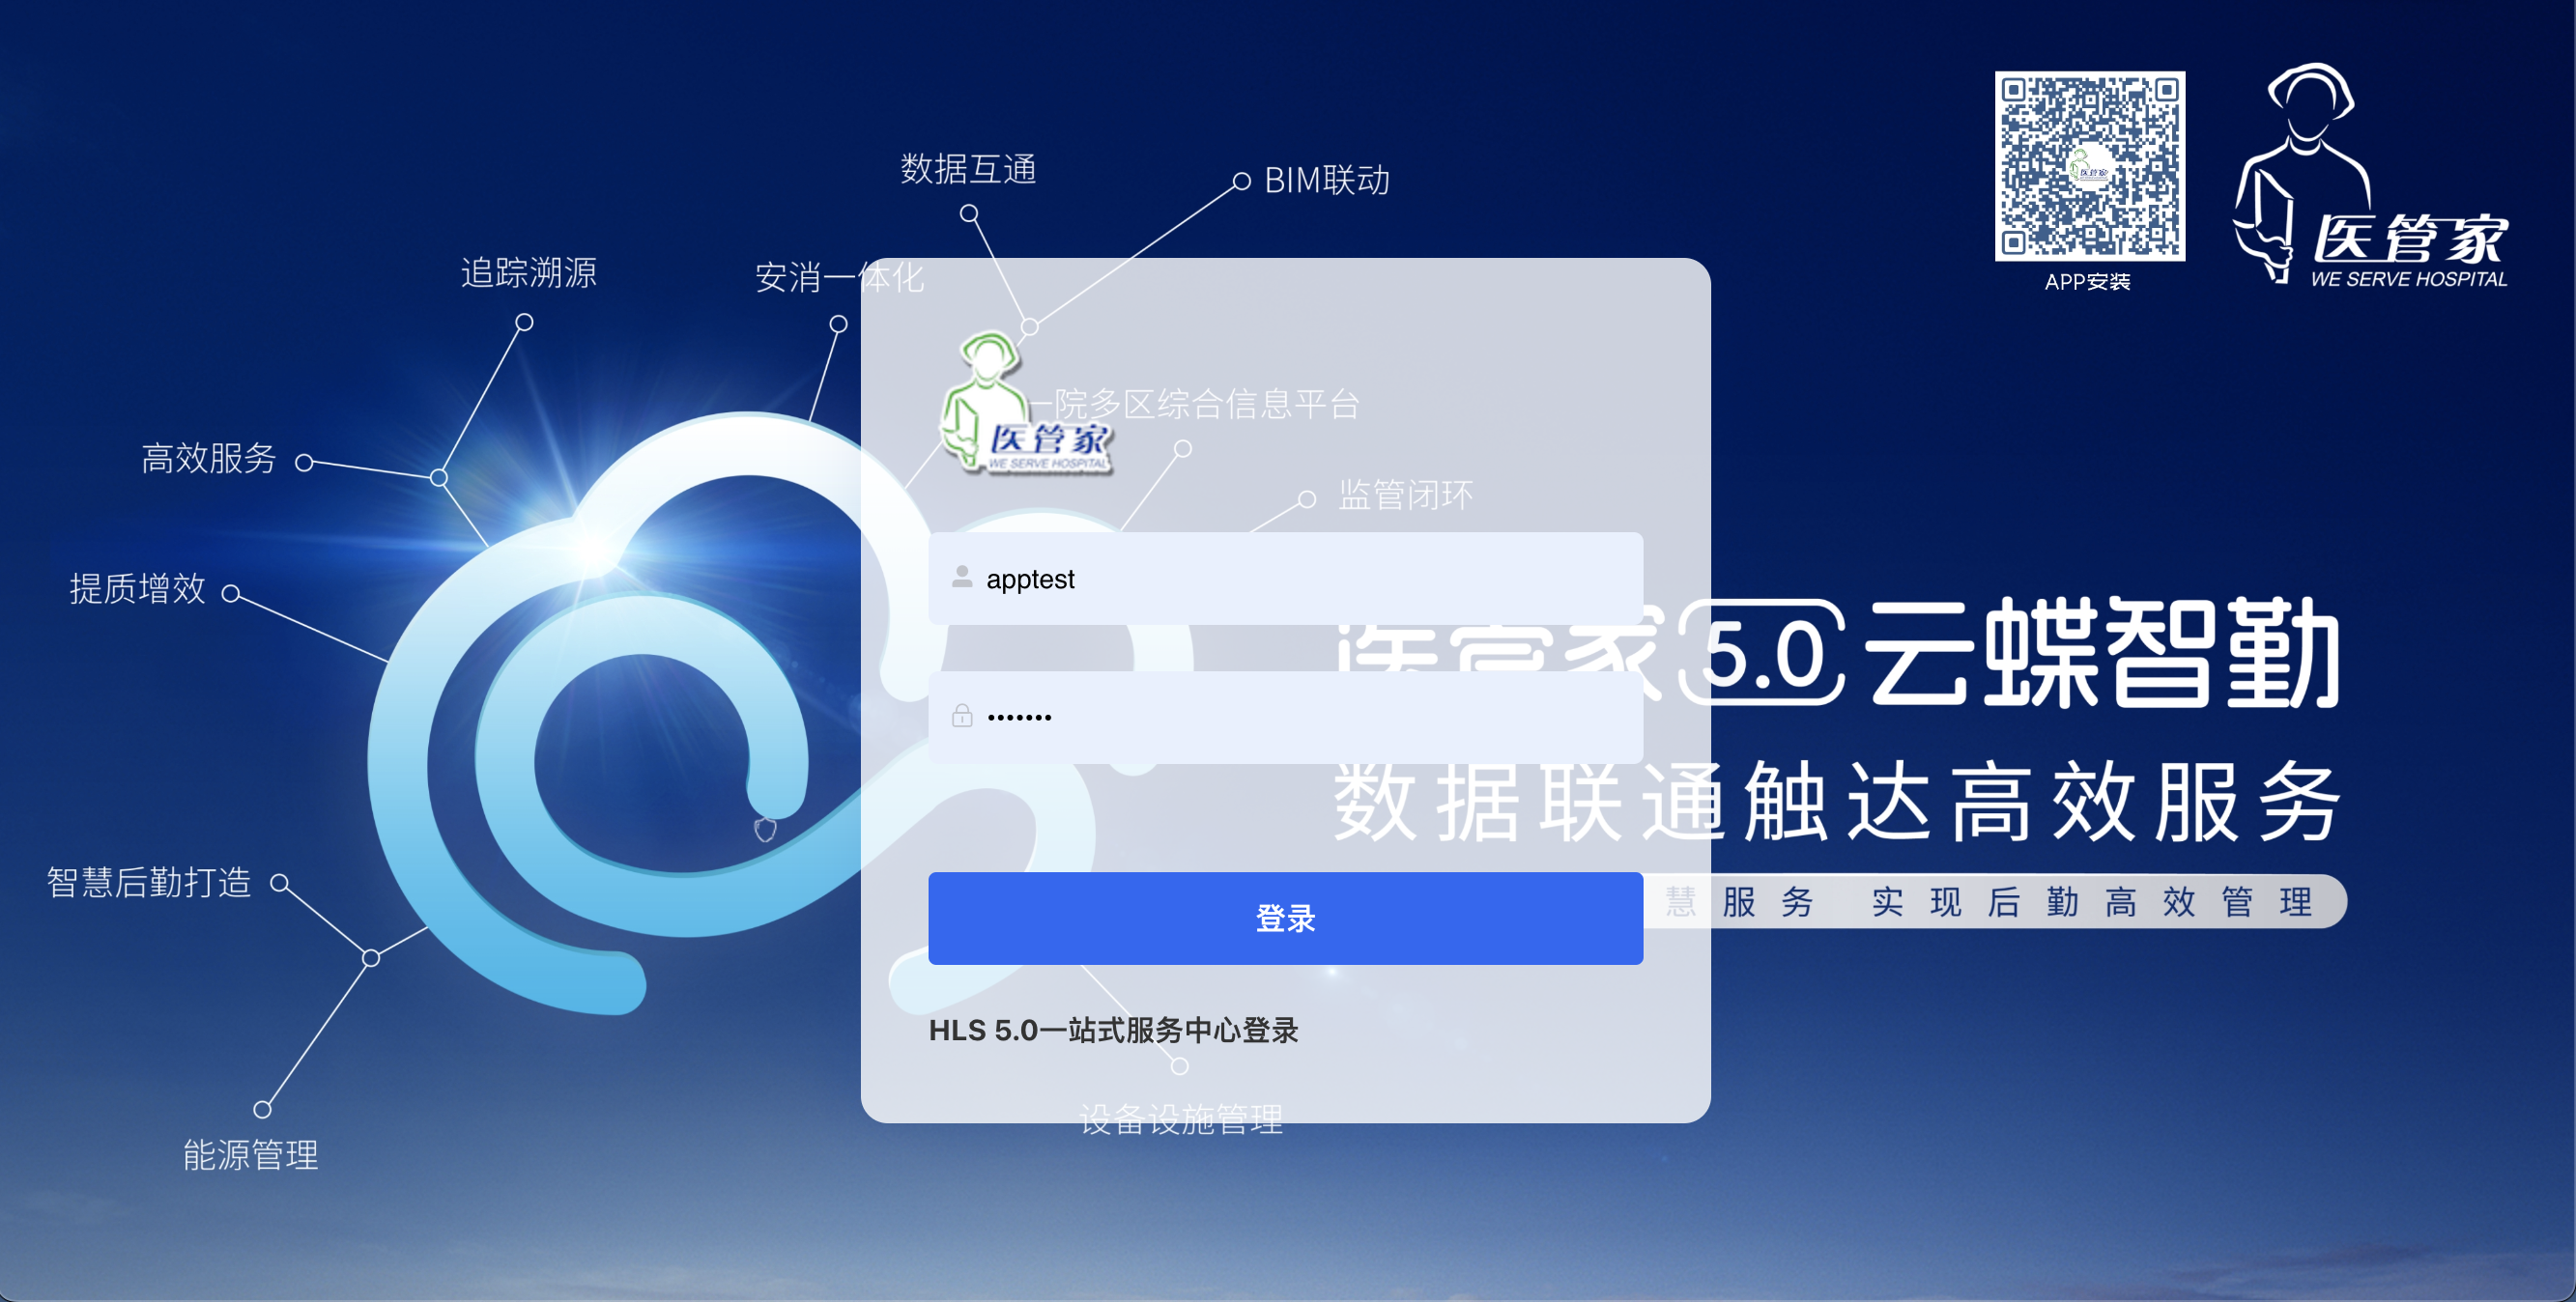 数据互通
BIM联动
追踪溯源
安消一体化
APP安装
医管家
WE SERVE HOSPITAL
医管家
WE SERVE HOSPITAL
一院多区综合信息平台
高效服务
监管闭环
提质增效
apptest
•••••••
医管家 5.0 云蝶智勤
数据联通触达高效服务
智慧后勤打造
登录
慧服务 实现后勤高效管理
HLS 5.0一站式服务中心登录
设备设施管理
能源管理